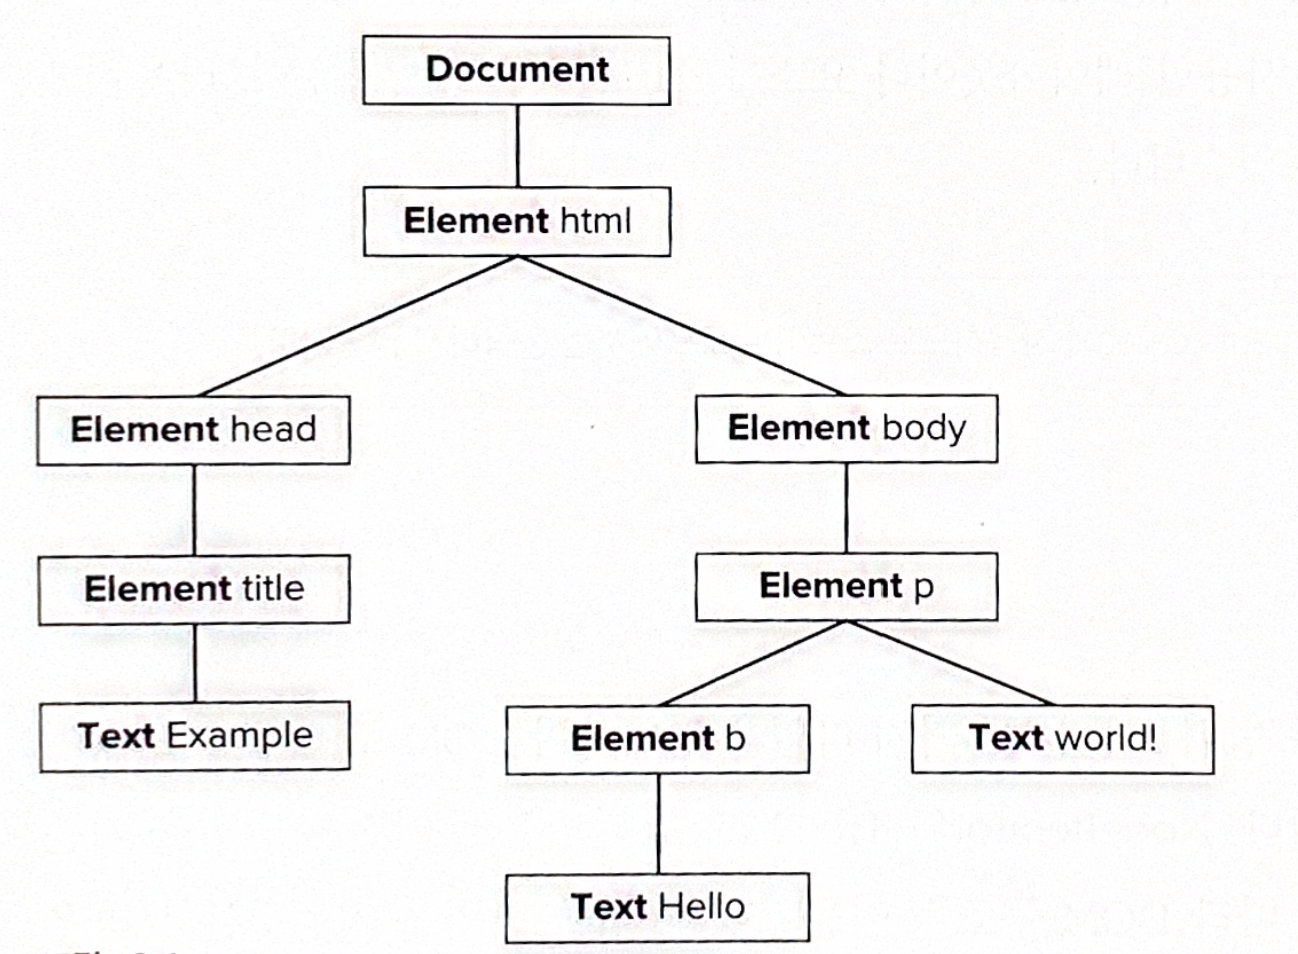 Document
Element html
Element head
Element body
Element title
Element p
Text Example
Element b
Text world!
Text Hello